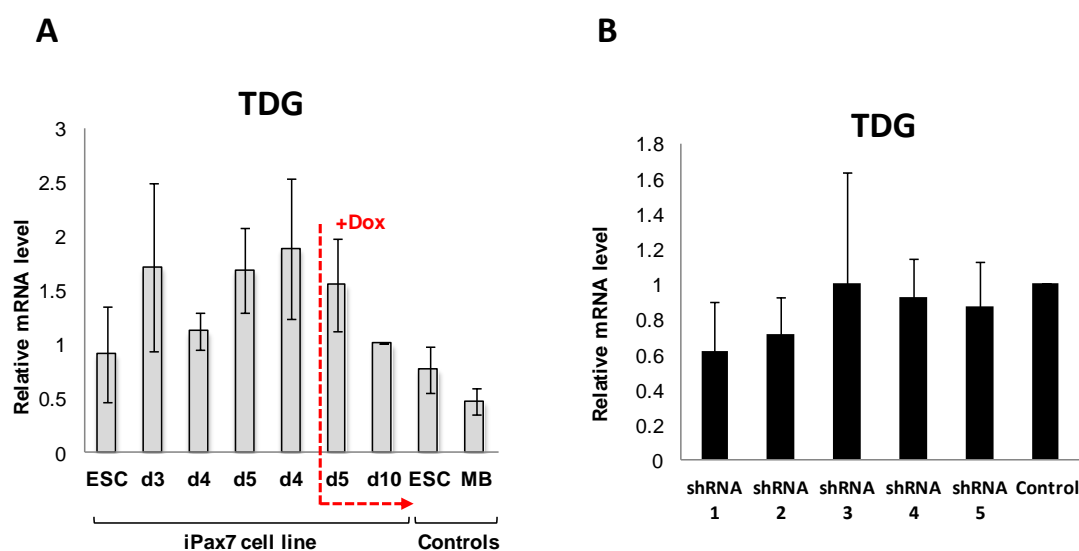 A
TDG
Relative mRNA level
3
2.5
2
1.5
1
0.5
0
+Dox
ESC d3 d4 d5 d4 d5 d10 ESC MB
iPax7 cell line
Controls
B
TDG
Relative mRNA level
1.8
1.6
1.4
1.2
1
0.8
0.6
0.4
0.2
0
shRNA shRNA shRNA shRNA shRNA Control
1 2 3 4 5